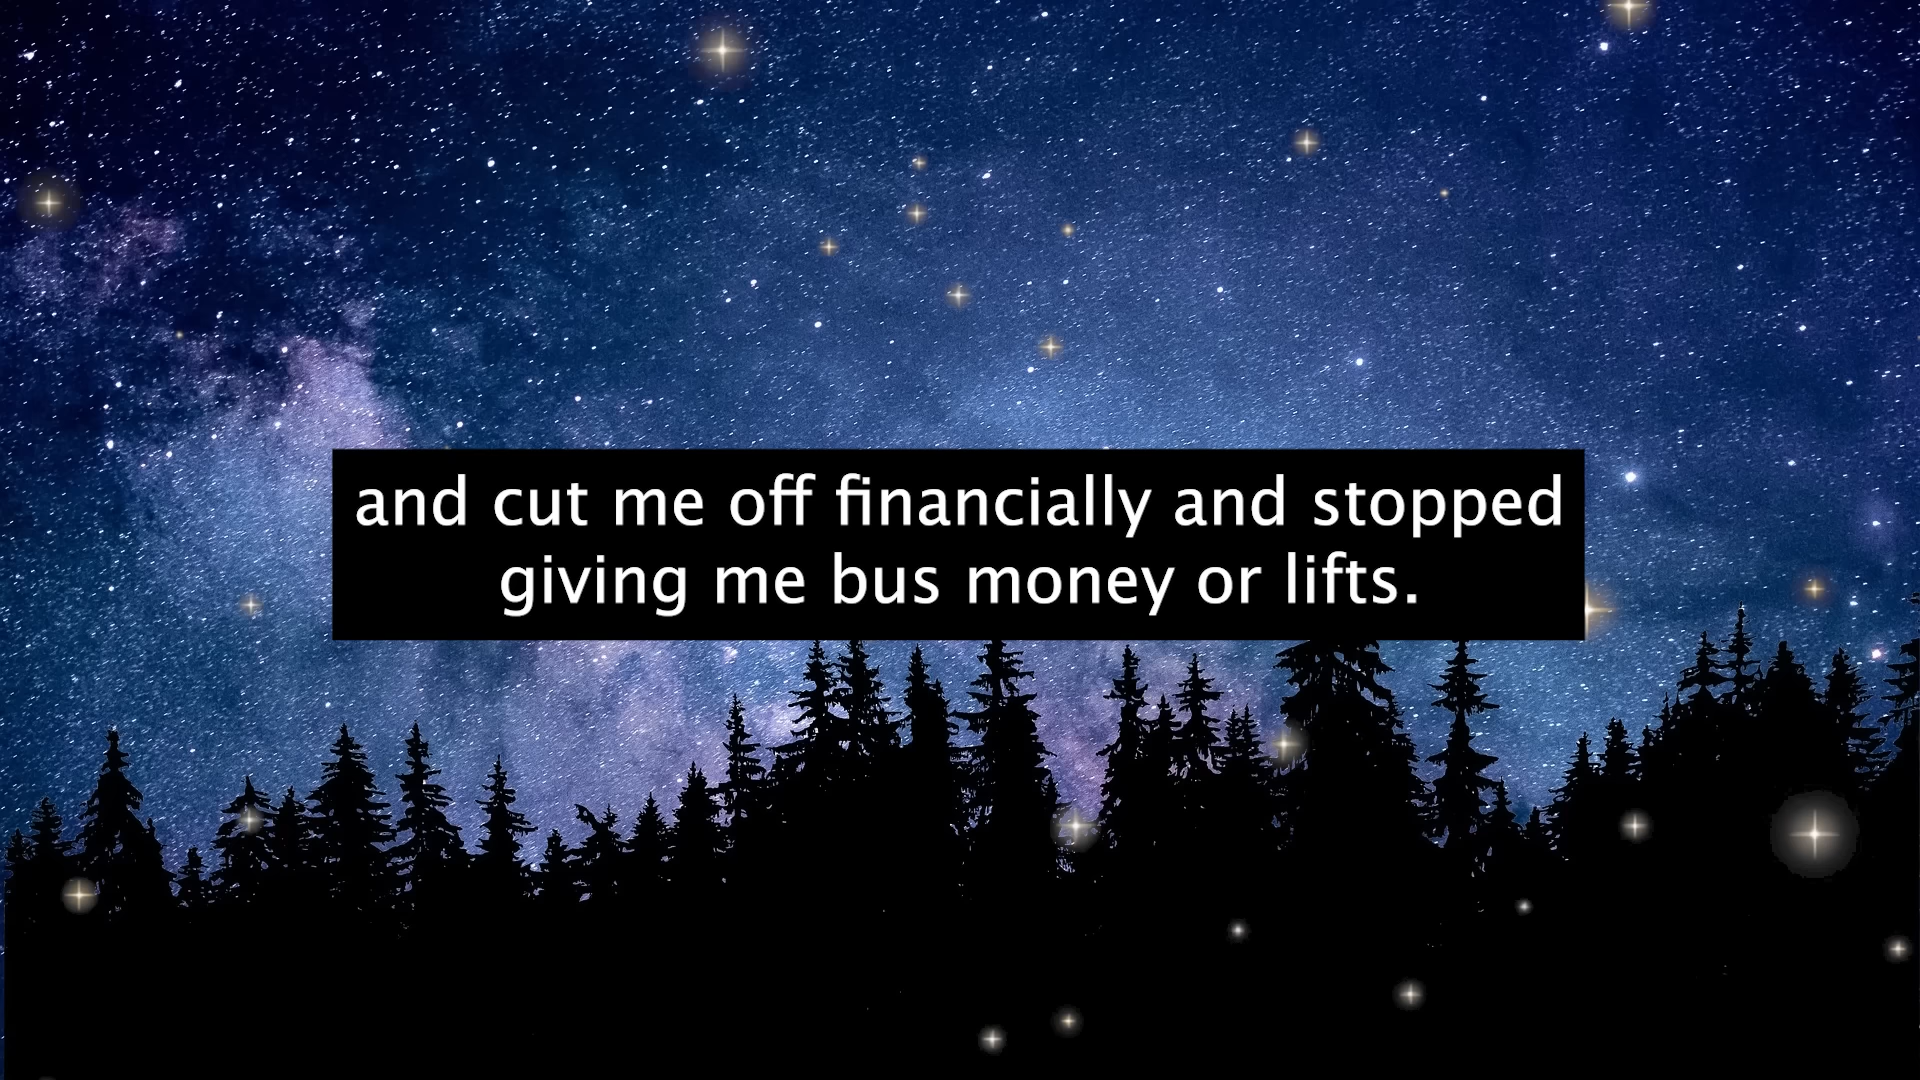 and cut me off financially and stopped
giving me bus money or lifts.